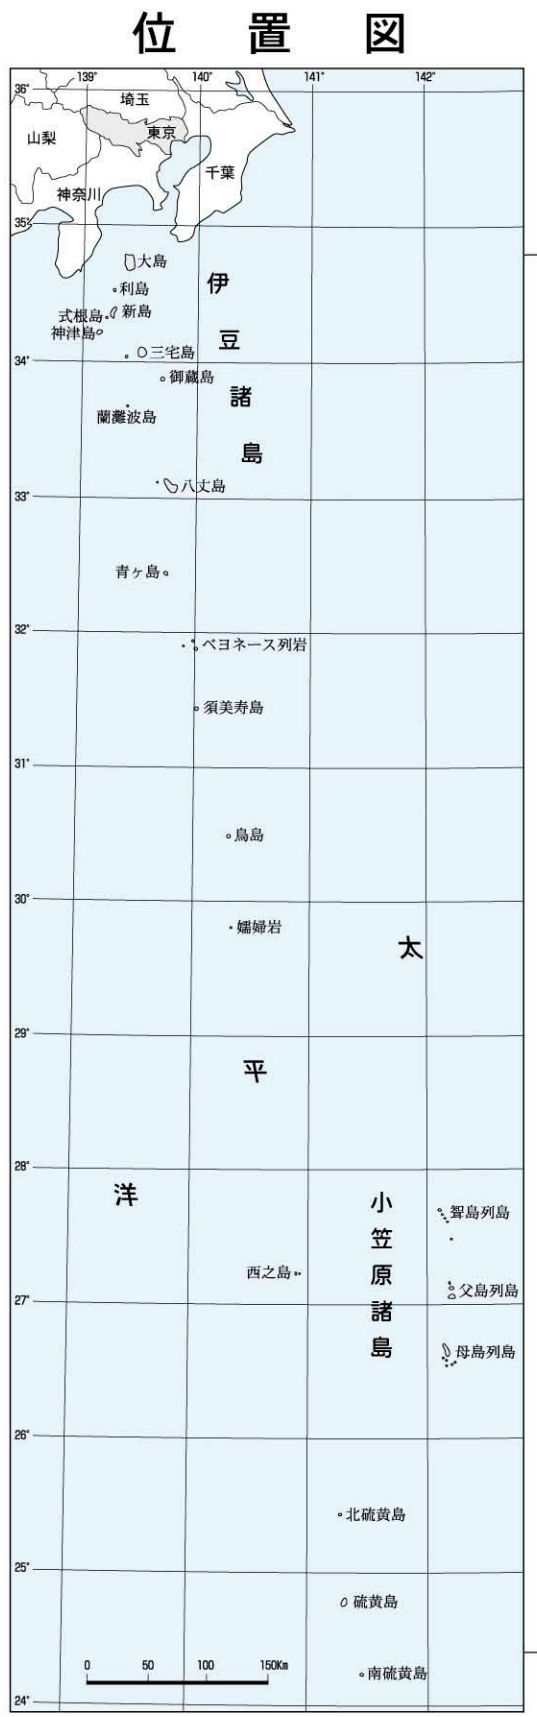 位置図
139° 140° 141° 142°
36°
埼玉
東京
山梨
千葉
神奈川
35°
大島
伊豆諸島
利島
新島
式根島
神津島
三宅島
34°
御蔵島
蘭灘波島
八丈島
33°
青ヶ島
32°
ベヨネース列岩
須美寿島
31°
鳥島
30°
孀婦岩
太平洋
29°
28°
小笠原諸島
聟島列島
西之島
父島列島
27°
母島列島
26°
北硫黄島
25°
硫黄島
0 50 100 150Km
南硫黄島
24°